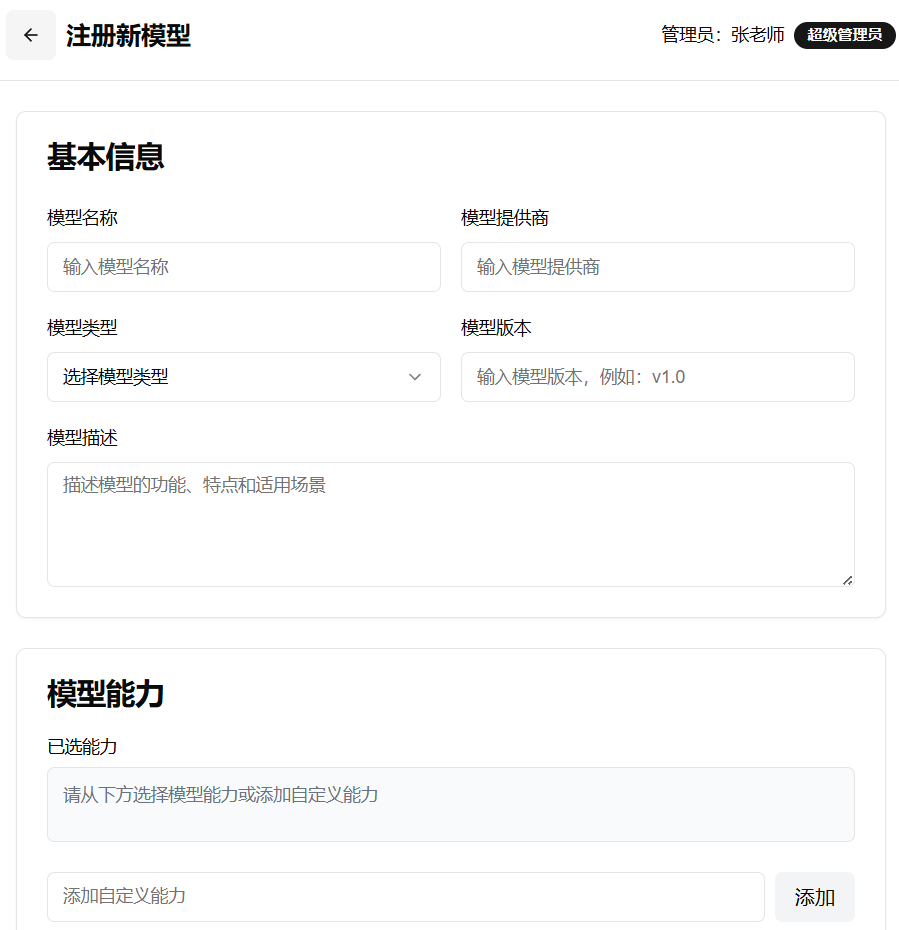 注册新模型
管理员：张老师 超级管理员
基本信息
模型名称
输入模型名称
模型提供商
输入模型提供商
模型类型
选择模型类型
模型版本
输入模型版本，例如：v1.0
模型描述
描述模型的功能、特点和适用场景
模型能力
已选能力
请从下方选择模型能力或添加自定义能力
添加自定义能力
添加